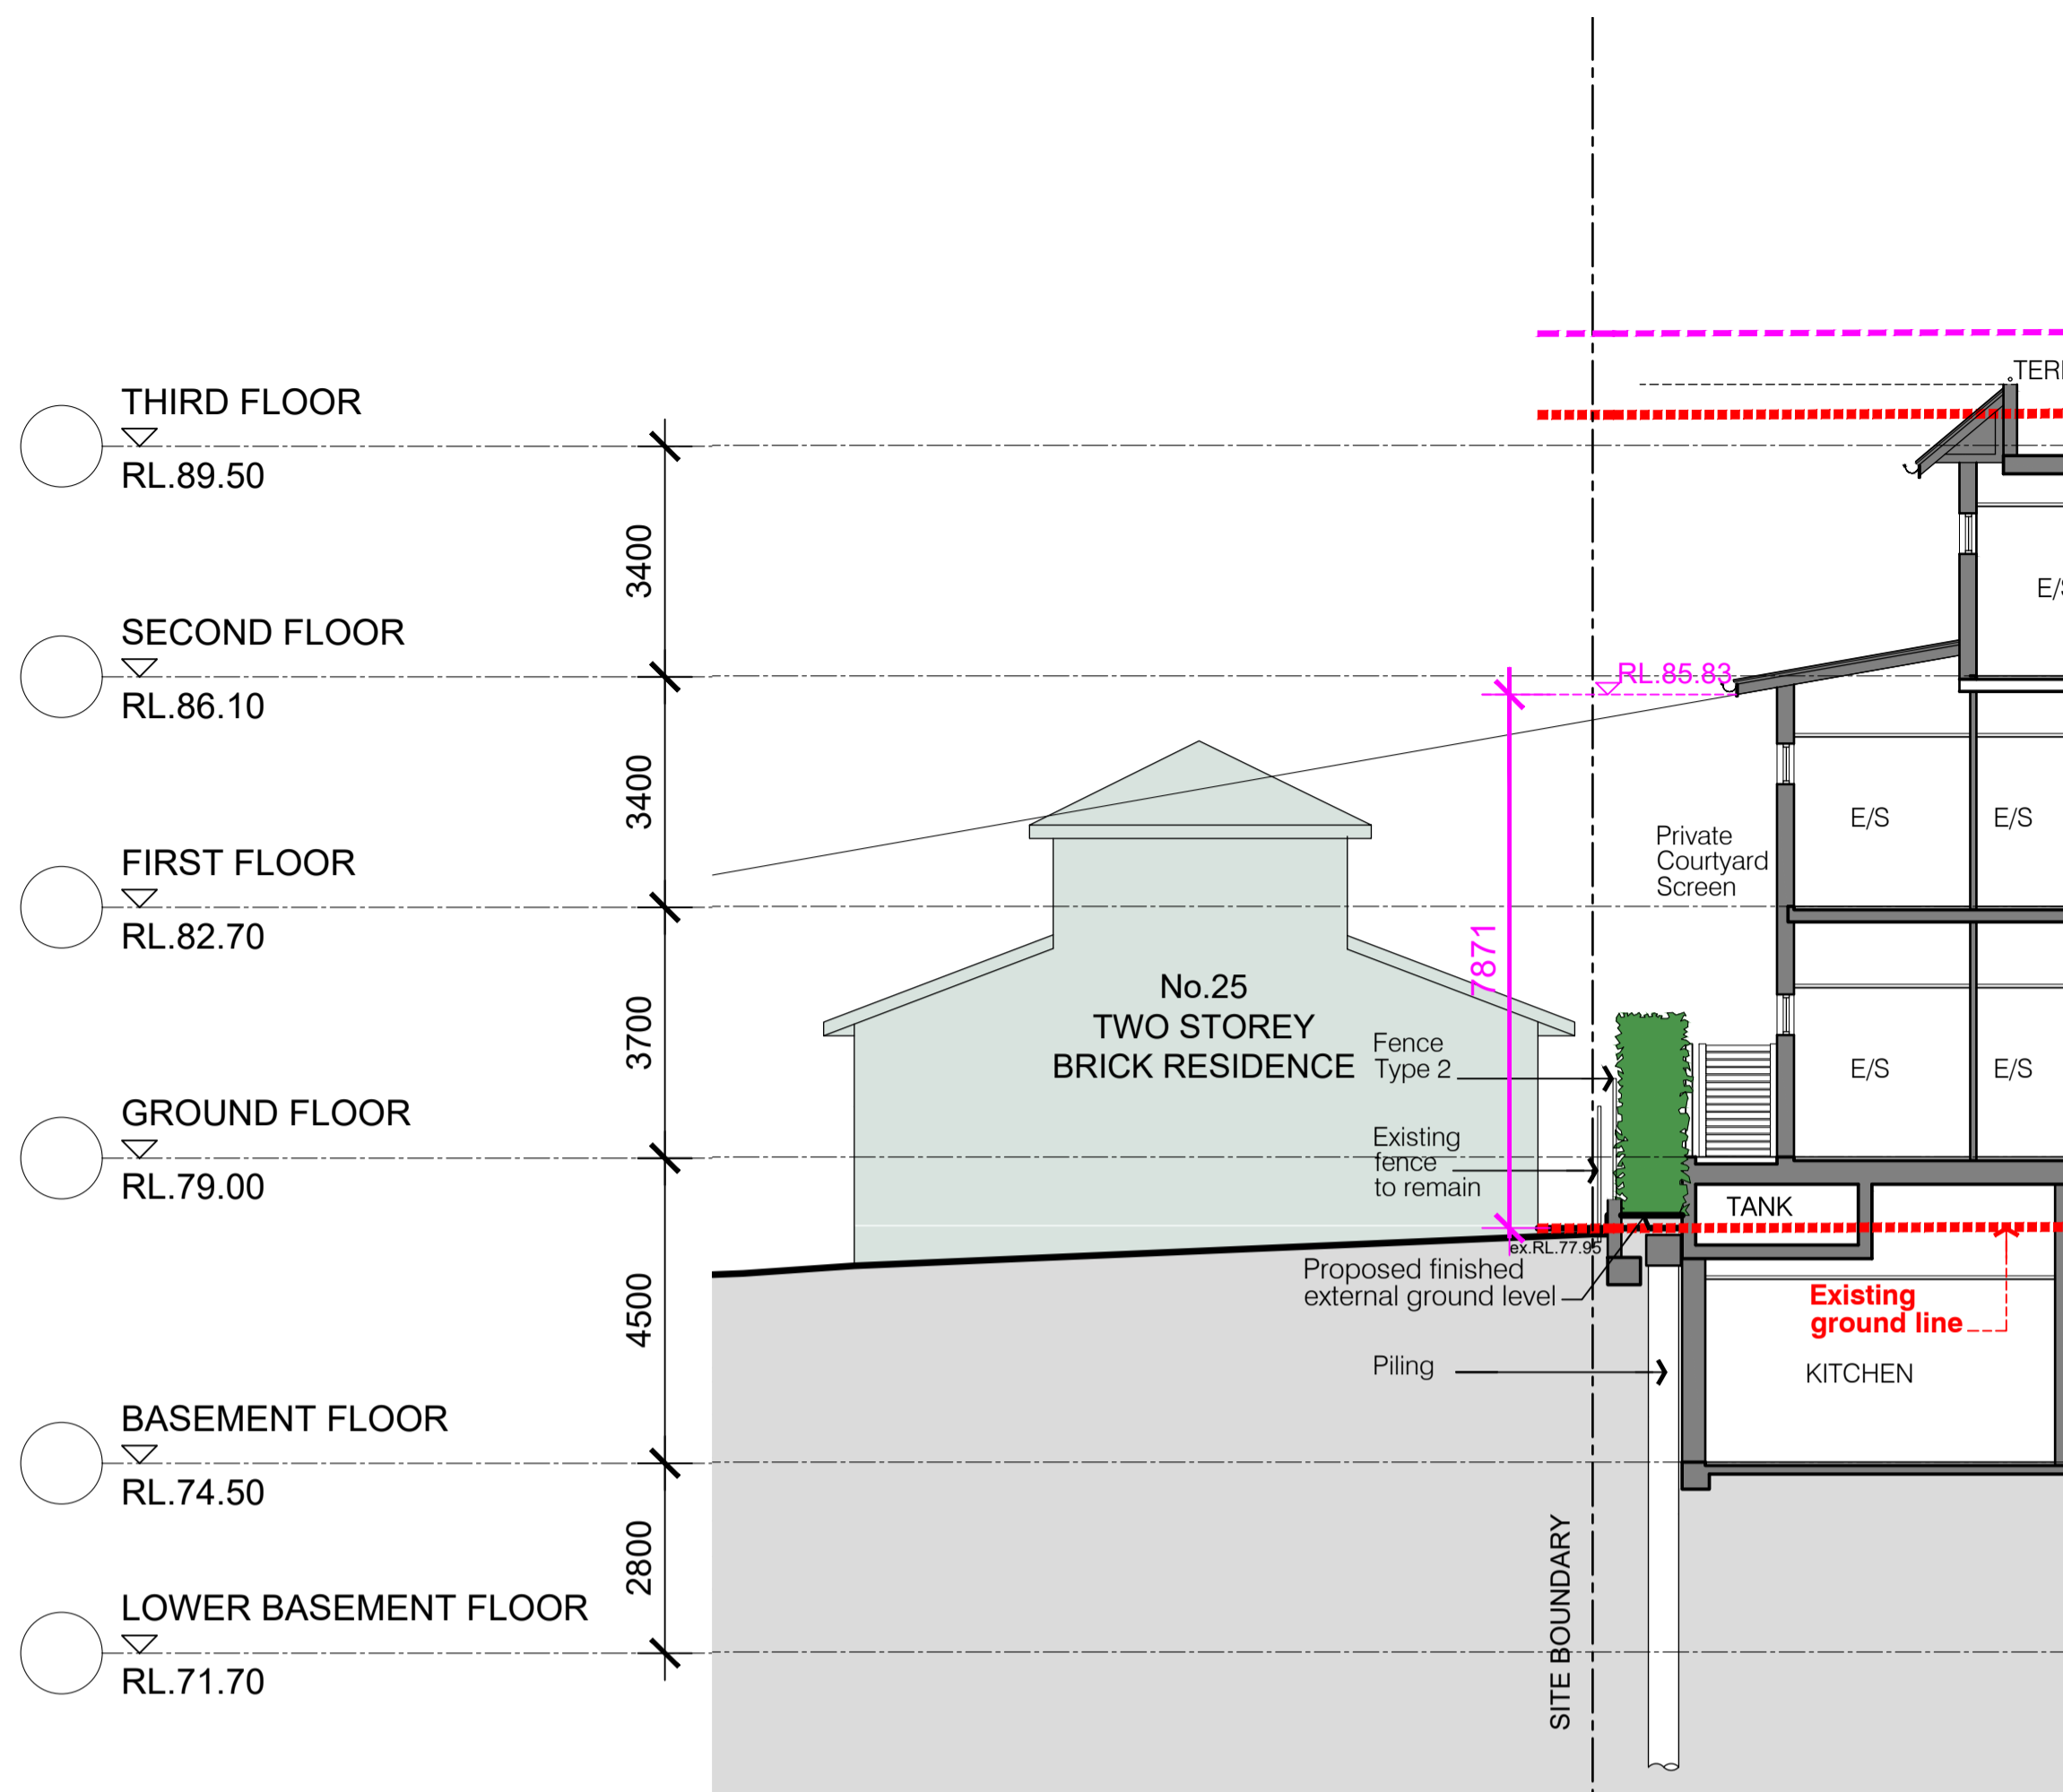 THIRD FLOOR
RL.89.50
3400
SECOND FLOOR
RL.86.10
3400
FIRST FLOOR
RL.82.70
3700
GROUND FLOOR
RL.79.00
4500
BASEMENT FLOOR
RL.74.50
2800
LOWER BASEMENT FLOOR
RL.71.70
No.25
TWO STOREY
BRICK RESIDENCE
7871
RL.85.83
Fence
Type 2
Existing
fence
to remain
ex.RL.77.95
Proposed finished
external ground level
Piling
SITE BOUNDARY
Private
Courtyard
Screen
E/S
E/S
E/S
E/S
TANK
Existing
ground line
KITCHEN